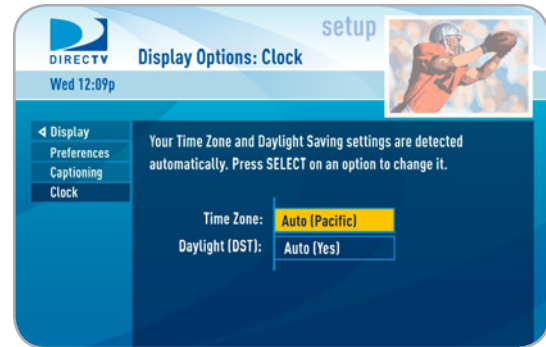 setup
DIRECTV
Display Options: Clock
Wed 12:09p
Display
Preferences
Captioning
Clock
Your Time Zone and Daylight Saving settings are detected
automatically. Press SELECT on an option to change it.
Time Zone: Auto (Pacific)
Daylight (DST): Auto (Yes)